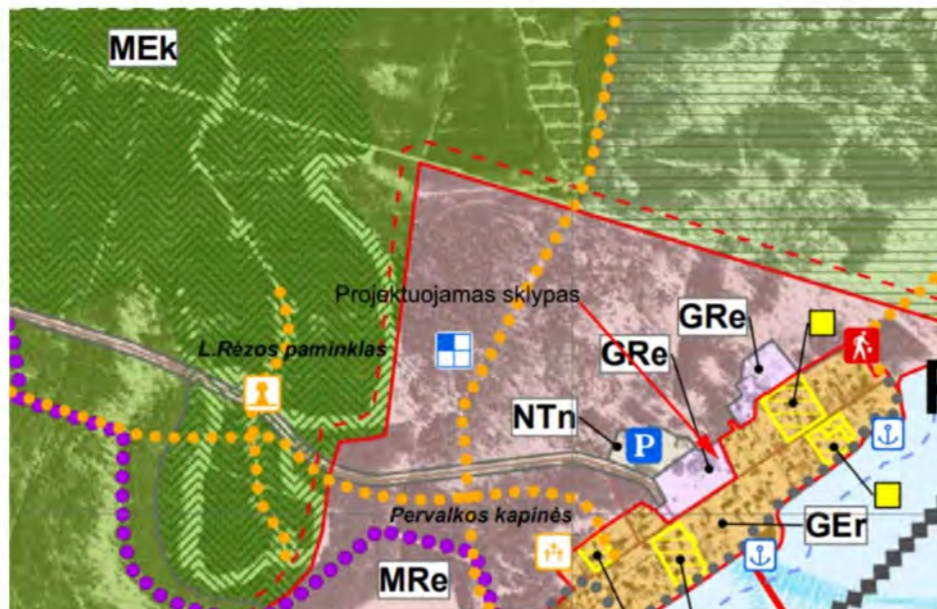 MEk
Projektuojamas sklypas
L.Rėzos paminklas
GRe
GRe
NTn
P
Pervalkos kapinės
GEr
MRe